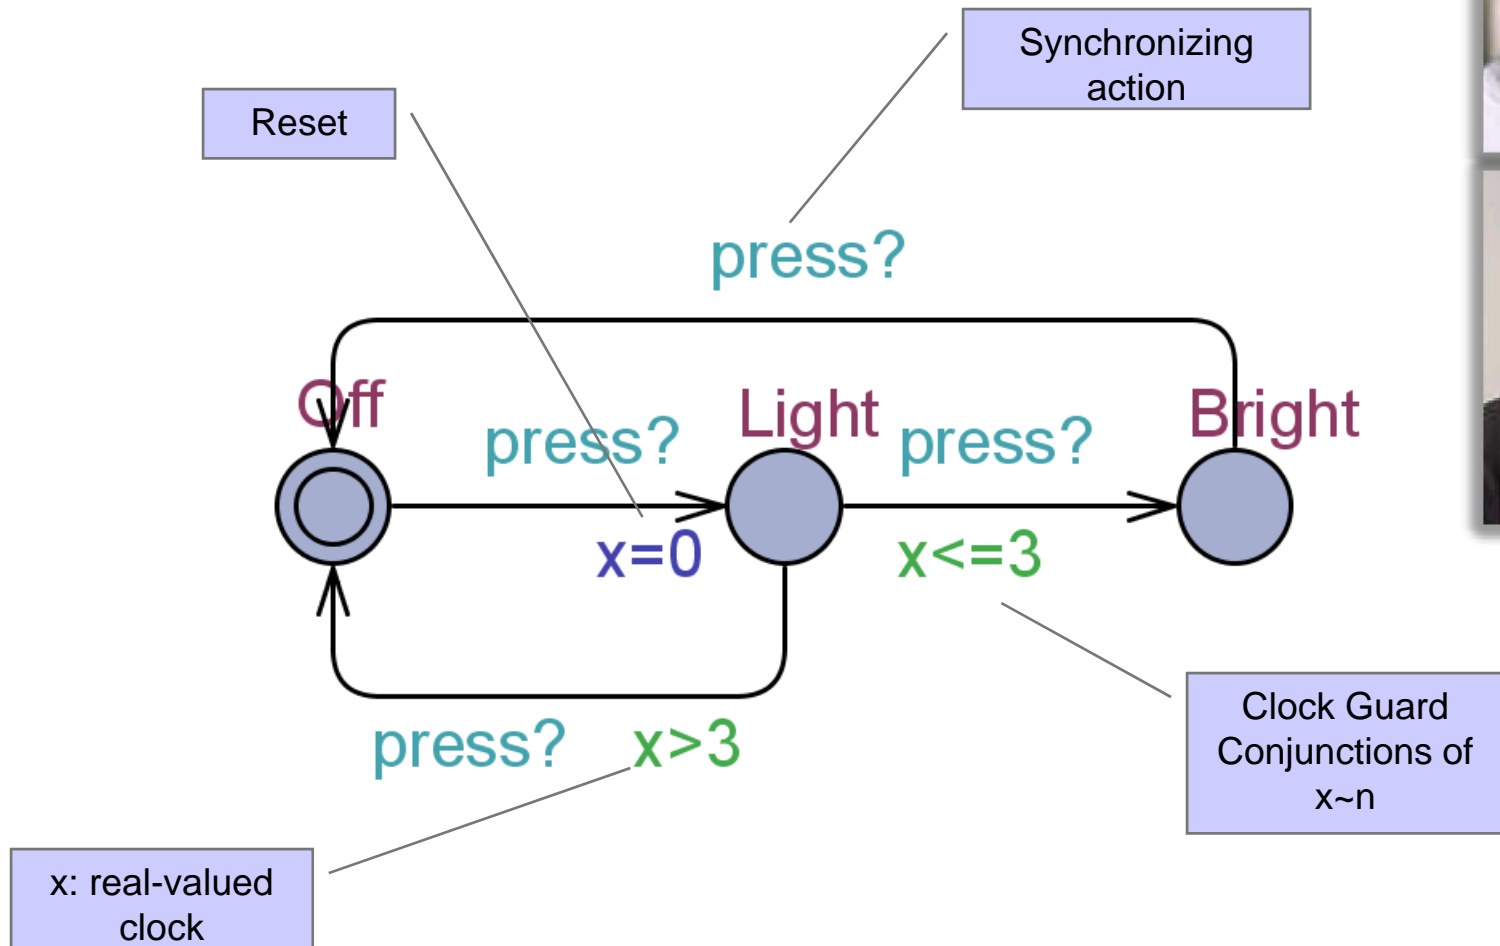 Synchronizing
action
Reset
press?
Off
press?
Light
press?
Bright
x=0
x<=3
press? x>3
Clock Guard
Conjunctions of
x~n
x: real-valued
clock